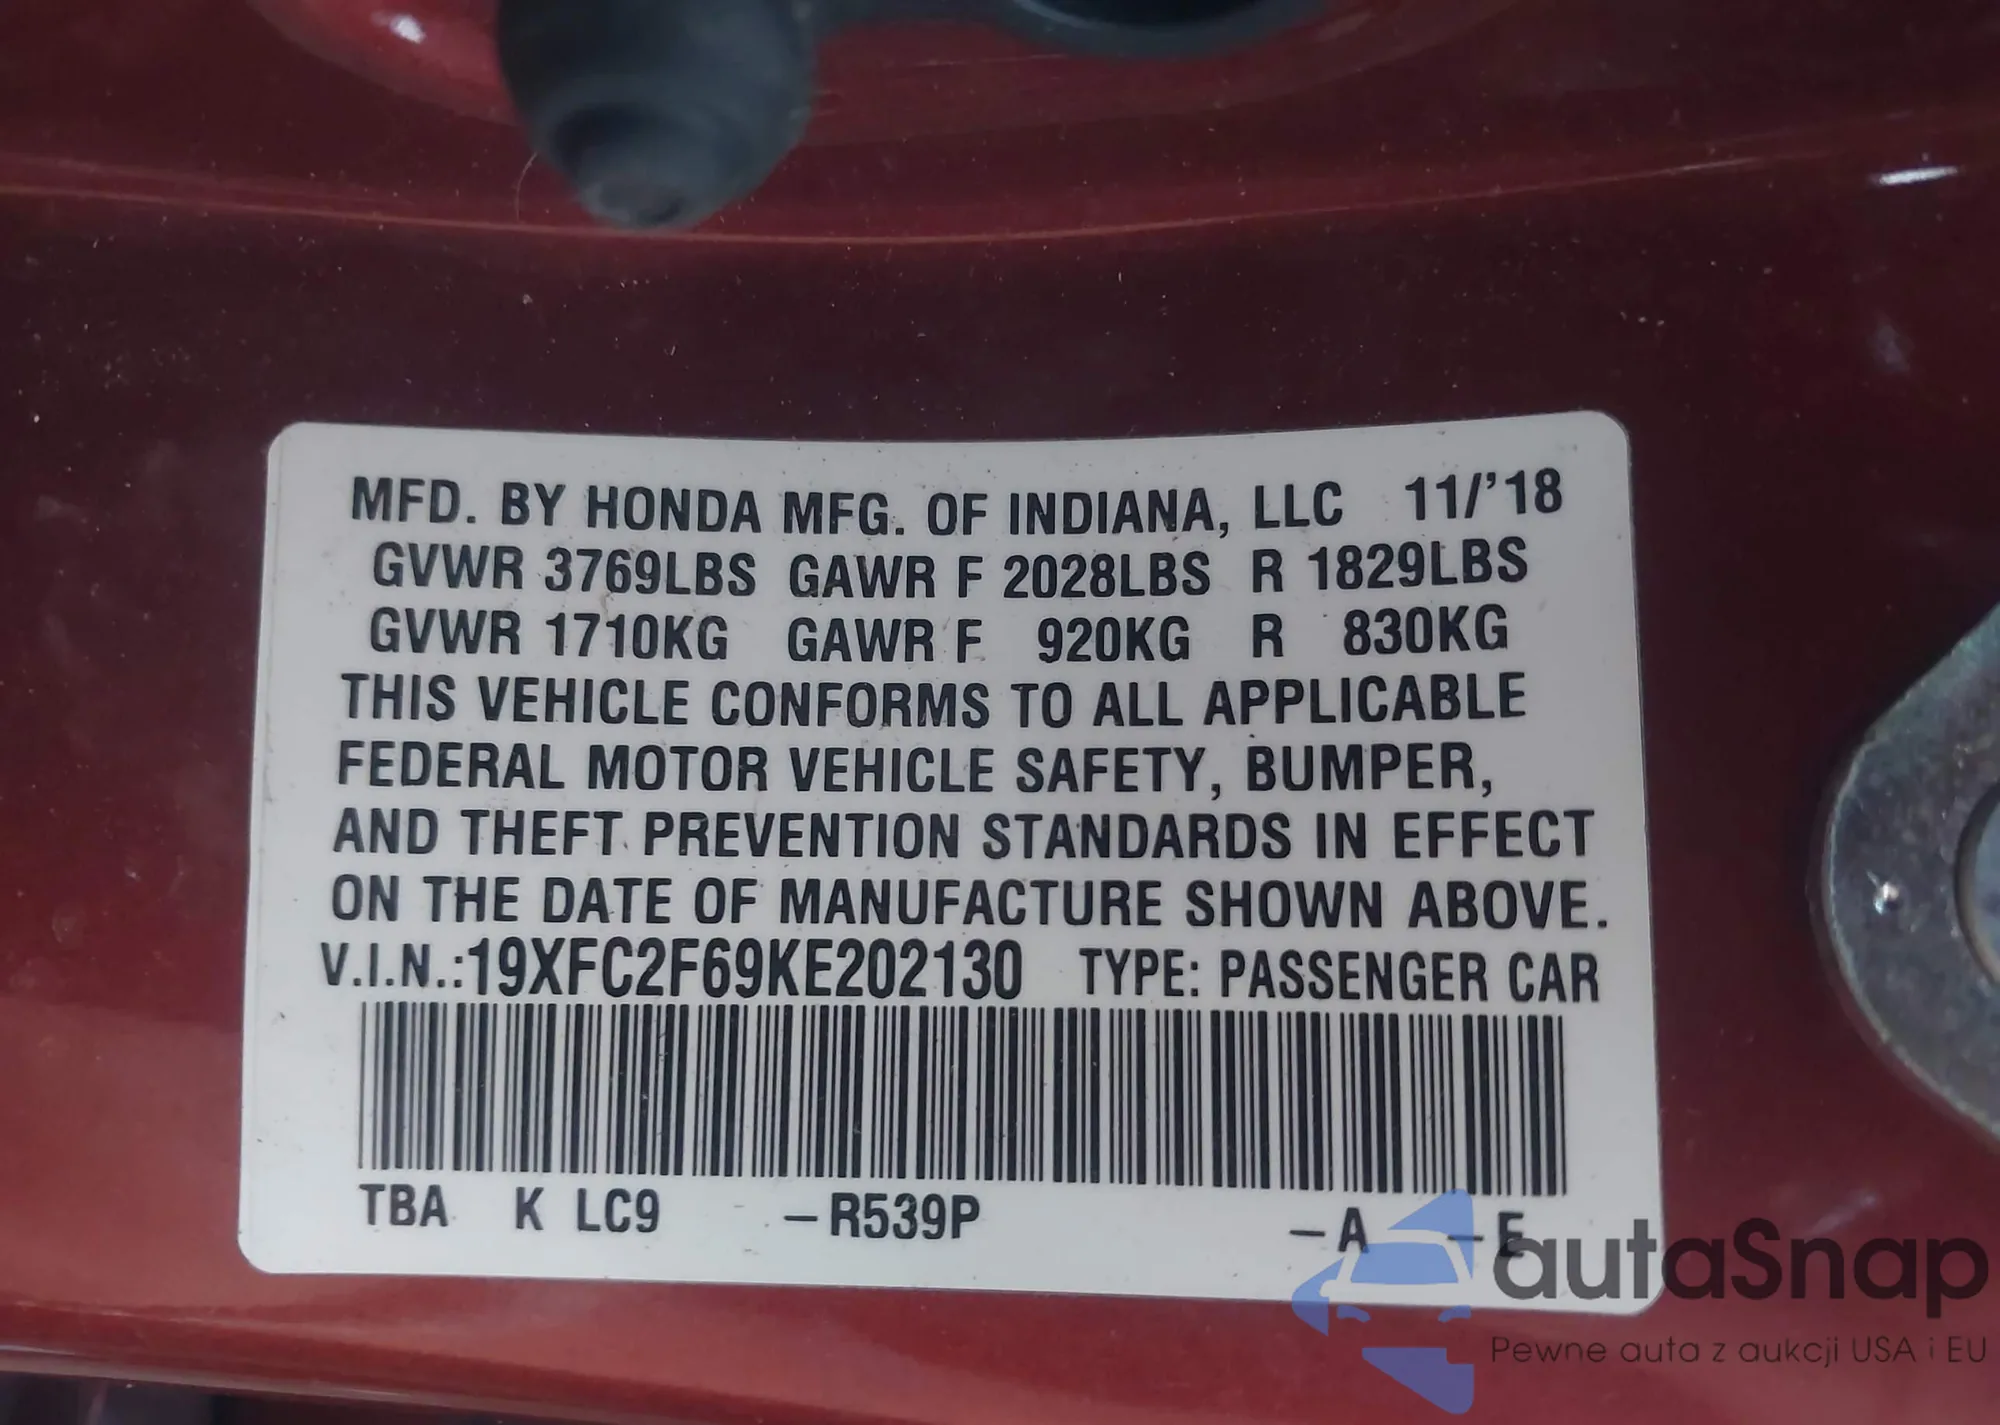 MFD. BY HONDA MFG. OF INDIANA, LLC 11/'18
GVWR 3769LBS GAWR F 2028LBS R 1829LBS
GVWR 1710KG GAWR F 920KG R 830KG
THIS VEHICLE CONFORMS TO ALL APPLICABLE
FEDERAL MOTOR VEHICLE SAFETY, BUMPER,
AND THEFT PREVENTION STANDARDS IN EFFECT
ON THE DATE OF MANUFACTURE SHOWN ABOVE.
V.I.N.:19XFC2F69KE202130 TYPE: PASSENGER CAR
TBA K LC9 –R539P –A –E
autaSnap
Pewne auta z aukcji USA i EU